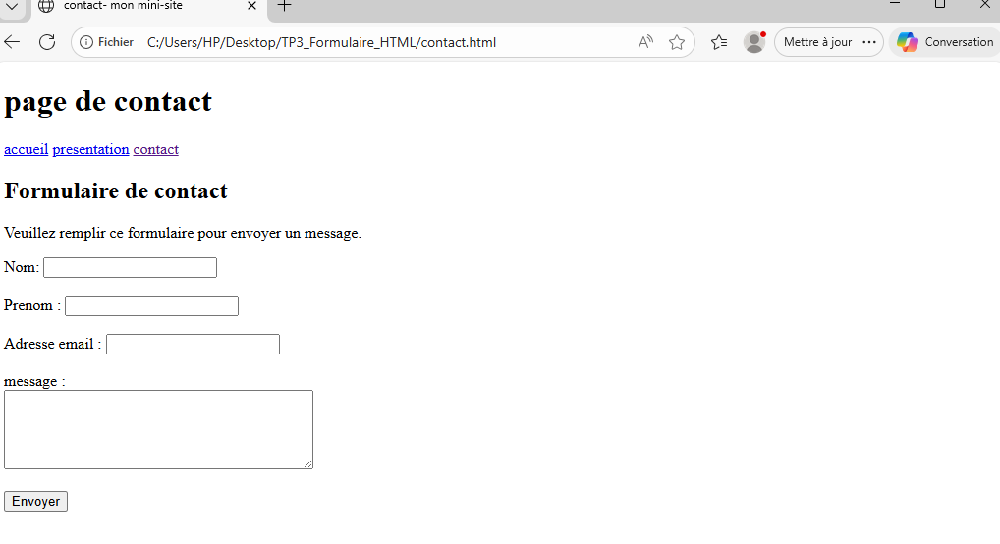 contact- mon mini-site
Fichier C:/Users/HP/Desktop/TP3_Formulaire_HTML/contact.html
Mettre à jour
Conversation
page de contact
accueil presentation contact
Formulaire de contact
Veuillez remplir ce formulaire pour envoyer un message.
Nom:
Prenom :
Adresse email :
message :
Envoyer